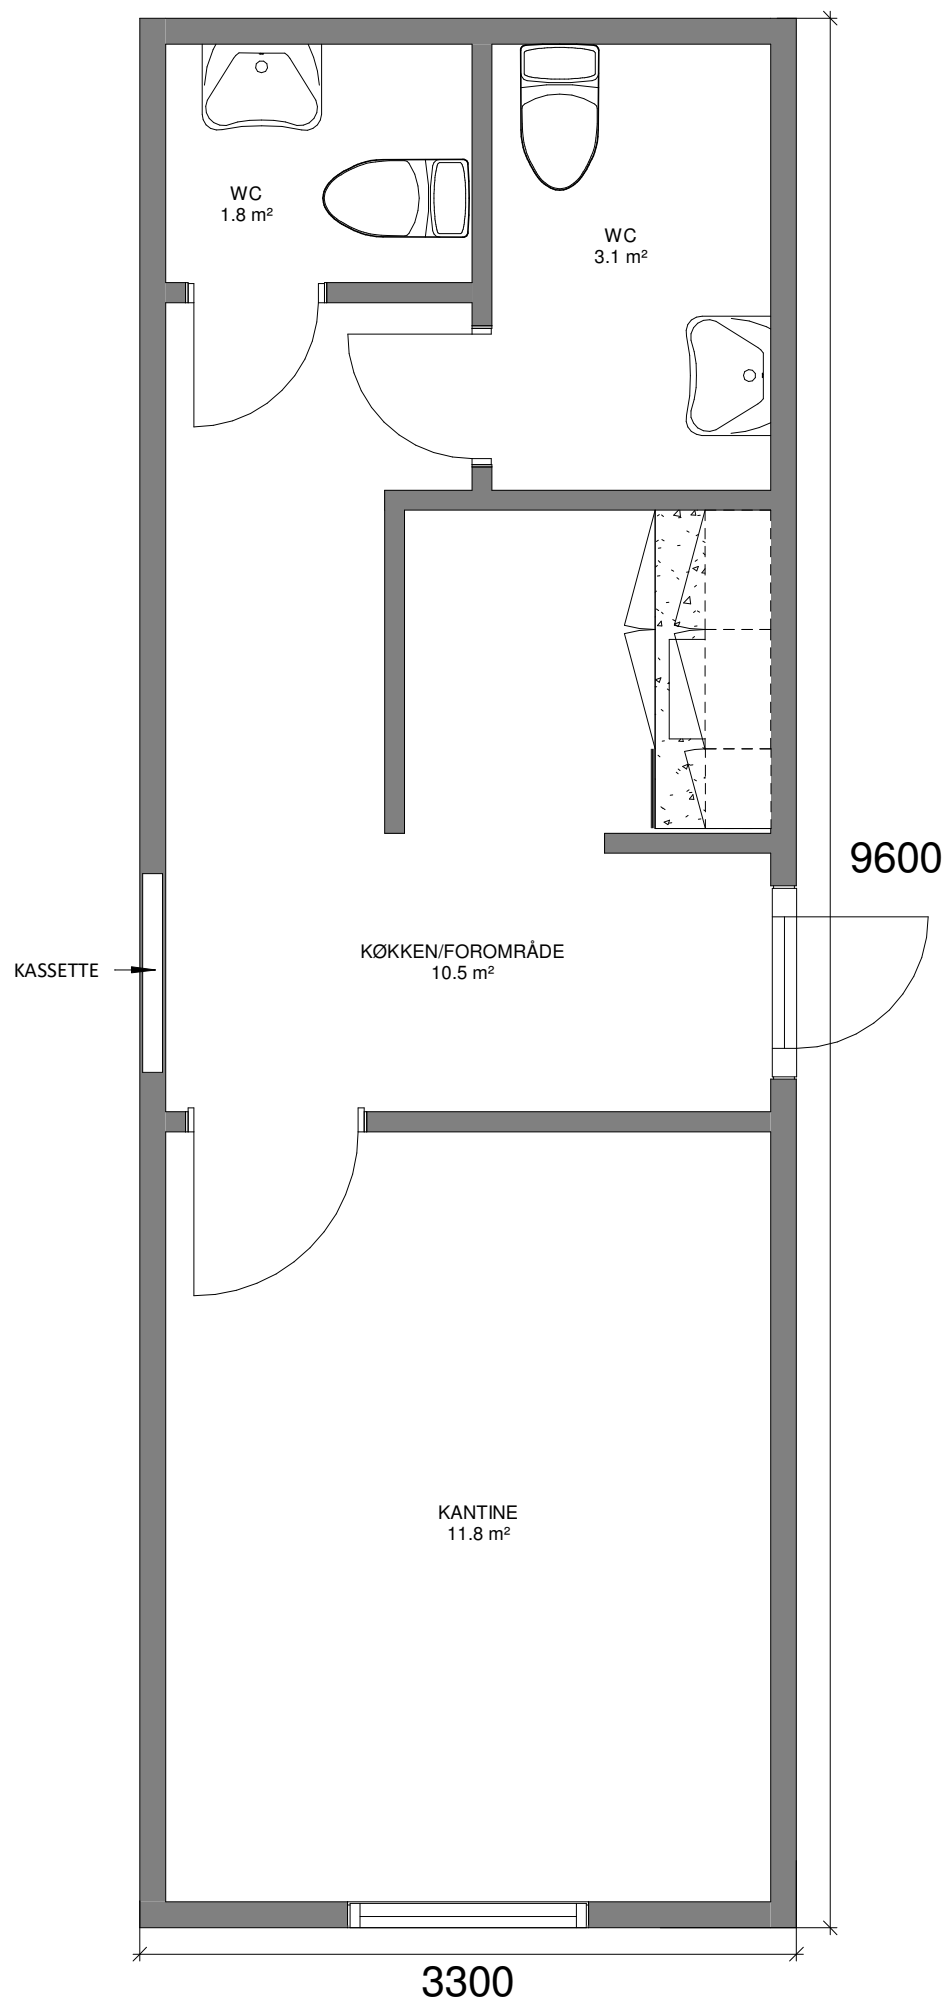 WC
1.8 m²
WC
3.1 m²
9600
KØKKEN/FOROMRÅDE
10.5 m²
KASSETTE
KANTINE
11.8 m²
3300